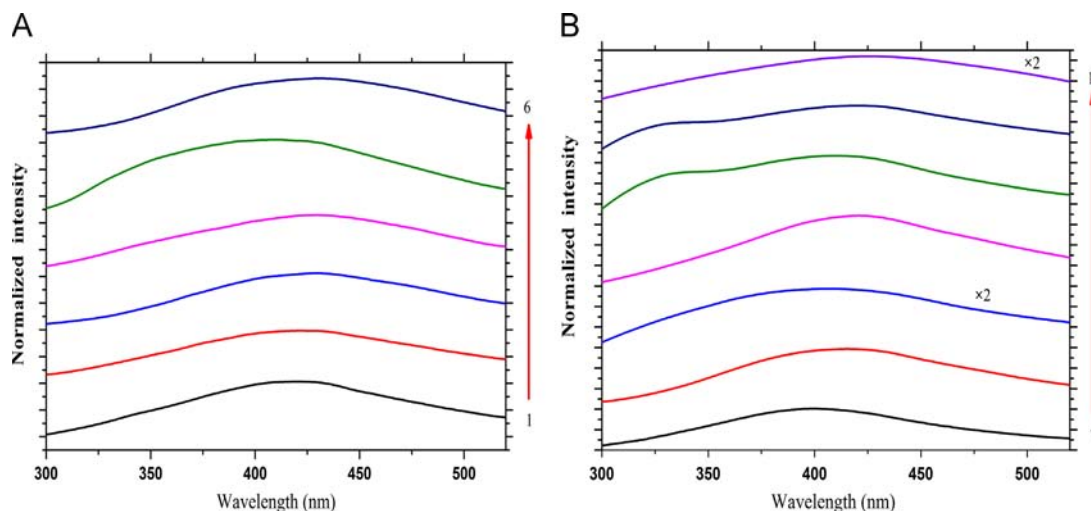 A
Normalized intensity
6
1
300 350 400 450 500
Wavelength (nm)
B
Normalized intensity
×2
×2
300 350 400 450 500
Wavelength (nm)